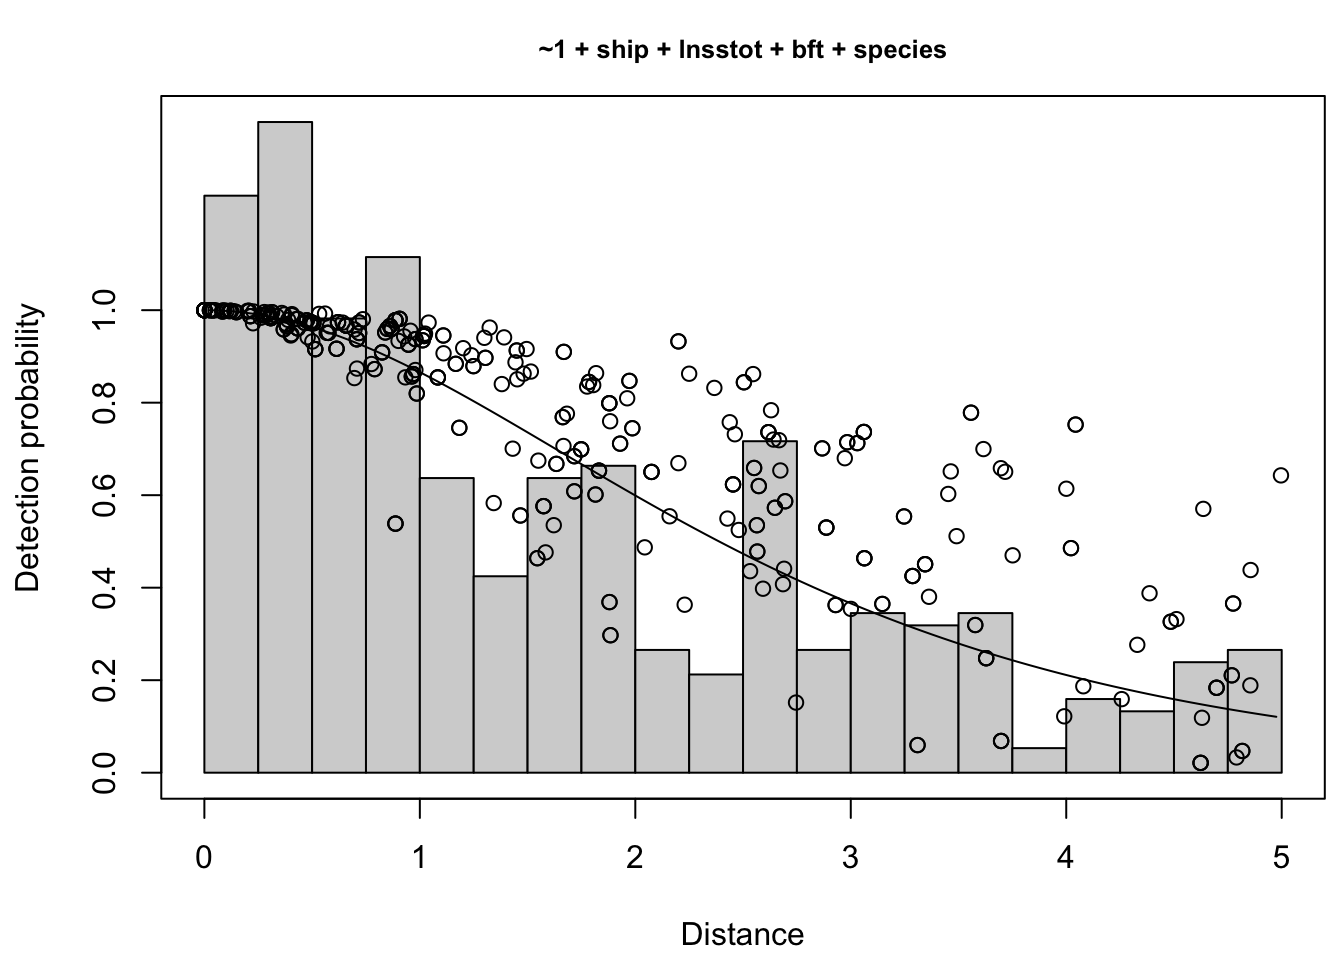 ~1 + ship + lnsstot + bft + species
Detection probability
1.0
0.8
0.6
0.4
0.2
0.0
0 1 2 3 4 5
Distance